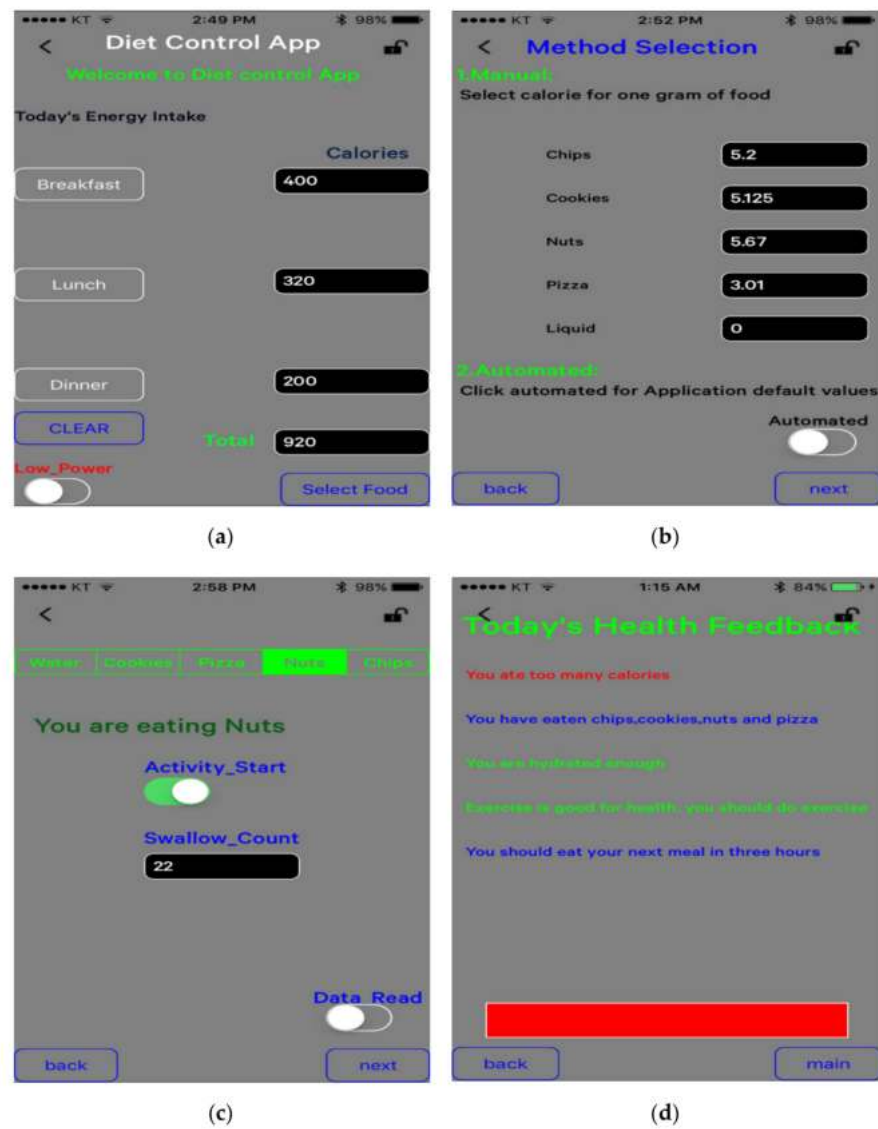 KT 2:49 PM 98%
Diet Control App
Welcome to Diet control App
Today's Energy Intake
Calories
Breakfast 400
Lunch 320
Dinner 200
CLEAR
Total 920
Low_Power
Select Food
(a)
KT 2:52 PM 98%
Method Selection
1.Manual:
Select calorie for one gram of food
Chips 5.2
Cookies 5.125
Nuts 5.67
Pizza 3.01
Liquid 0
2.Automated:
Click automated for Application default values
Automated
back next
(b)
KT 2:58 PM 98%
Water Cookies Pizza Nuts Chips
You are eating Nuts
Activity_Start
Swallow_Count
22
Data_Read
back next
(c)
KT 1:15 AM 84%
Today's Health Feedback
You ate too many calories
You have eaten chips,cookies,nuts and pizza
You are hydrated enough
Exercise is good for health, you should do exercise
You should eat your next meal in three hours
back main
(d)